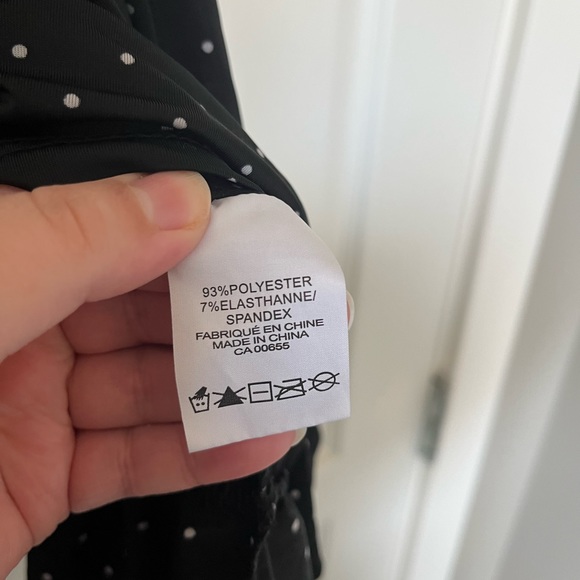 93%POLYESTER
7%ELASTHANNE/
SPANDEX
FABRIQUÉ EN CHINE
MADE IN CHINA
CA 00655